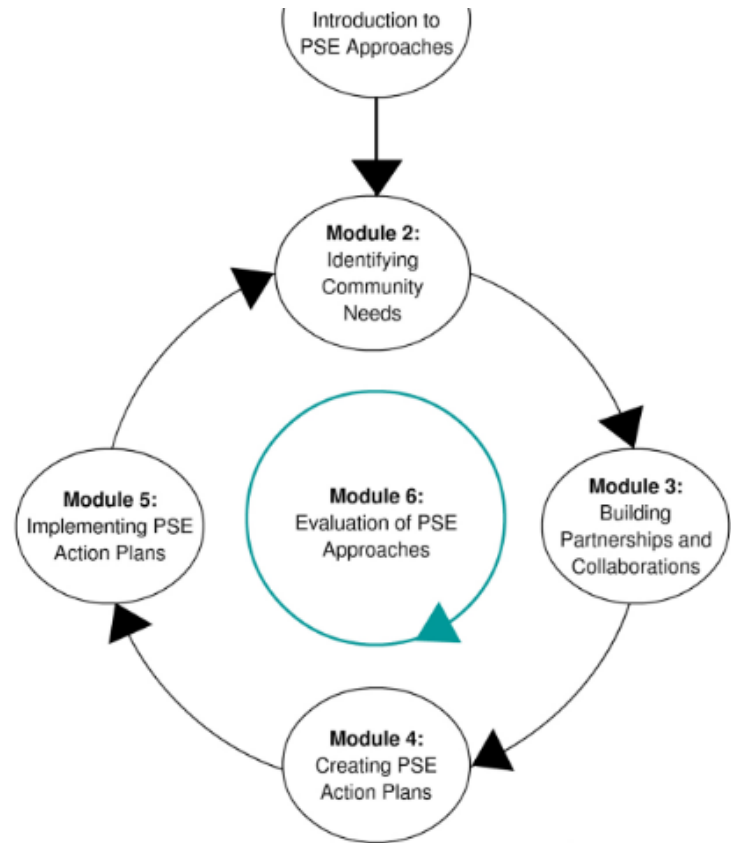 Introduction to
PSE Approaches
Module 2:
Identifying
Community
Needs
Module 3:
Building
Partnerships and
Collaborations
Module 4:
Creating PSE
Action Plans
Module 5:
Implementing PSE
Action Plans
Module 6:
Evaluation of PSE
Approaches